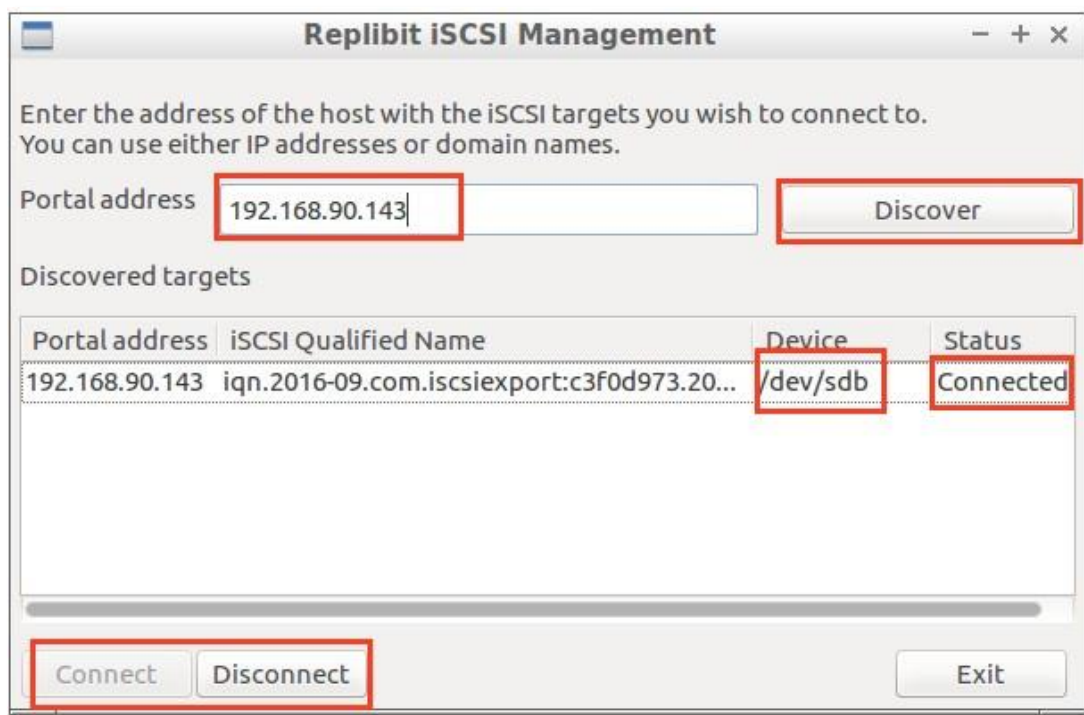 Replibit iSCSI Management
Enter the address of the host with the iSCSI targets you wish to connect to.
You can use either IP addresses or domain names.
Portal address 192.168.90.143 Discover
Discovered targets
Portal address iSCSI Qualified Name Device Status
192.168.90.143 iqn.2016-09.com.iscsiexport:c3f0d973.20... /dev/sdb Connected
Connect Disconnect Exit